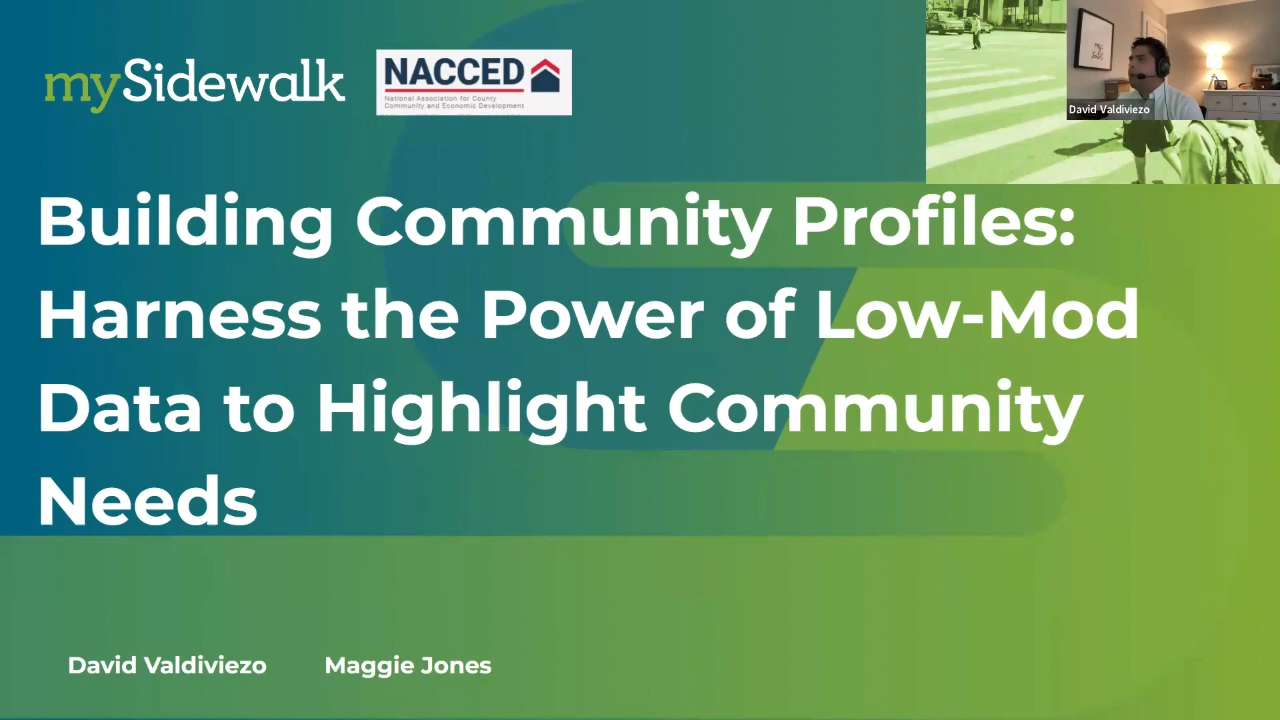 mySidewalk
NACCED
National Association for County
Community and Economic Development
David Valdiviezo
Building Community Profiles:
Harness the Power of Low-Mod
Data to Highlight Community
Needs
David Valdiviezo
Maggie Jones